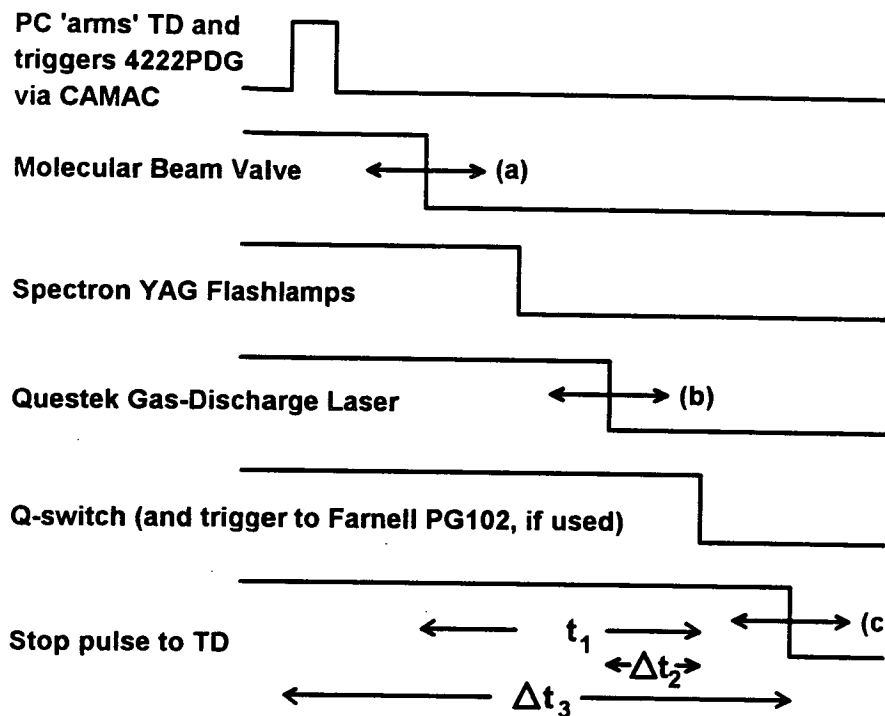 PC 'arms' TD and
triggers 4222PDG
via CAMAC
Molecular Beam Valve
(a)
Spectron YAG Flashlamps
Questek Gas-Discharge Laser
(b)
Q-switch (and trigger to Farnell PG102, if used)
Stop pulse to TD
(c
t₁
Δt₂
Δt₃